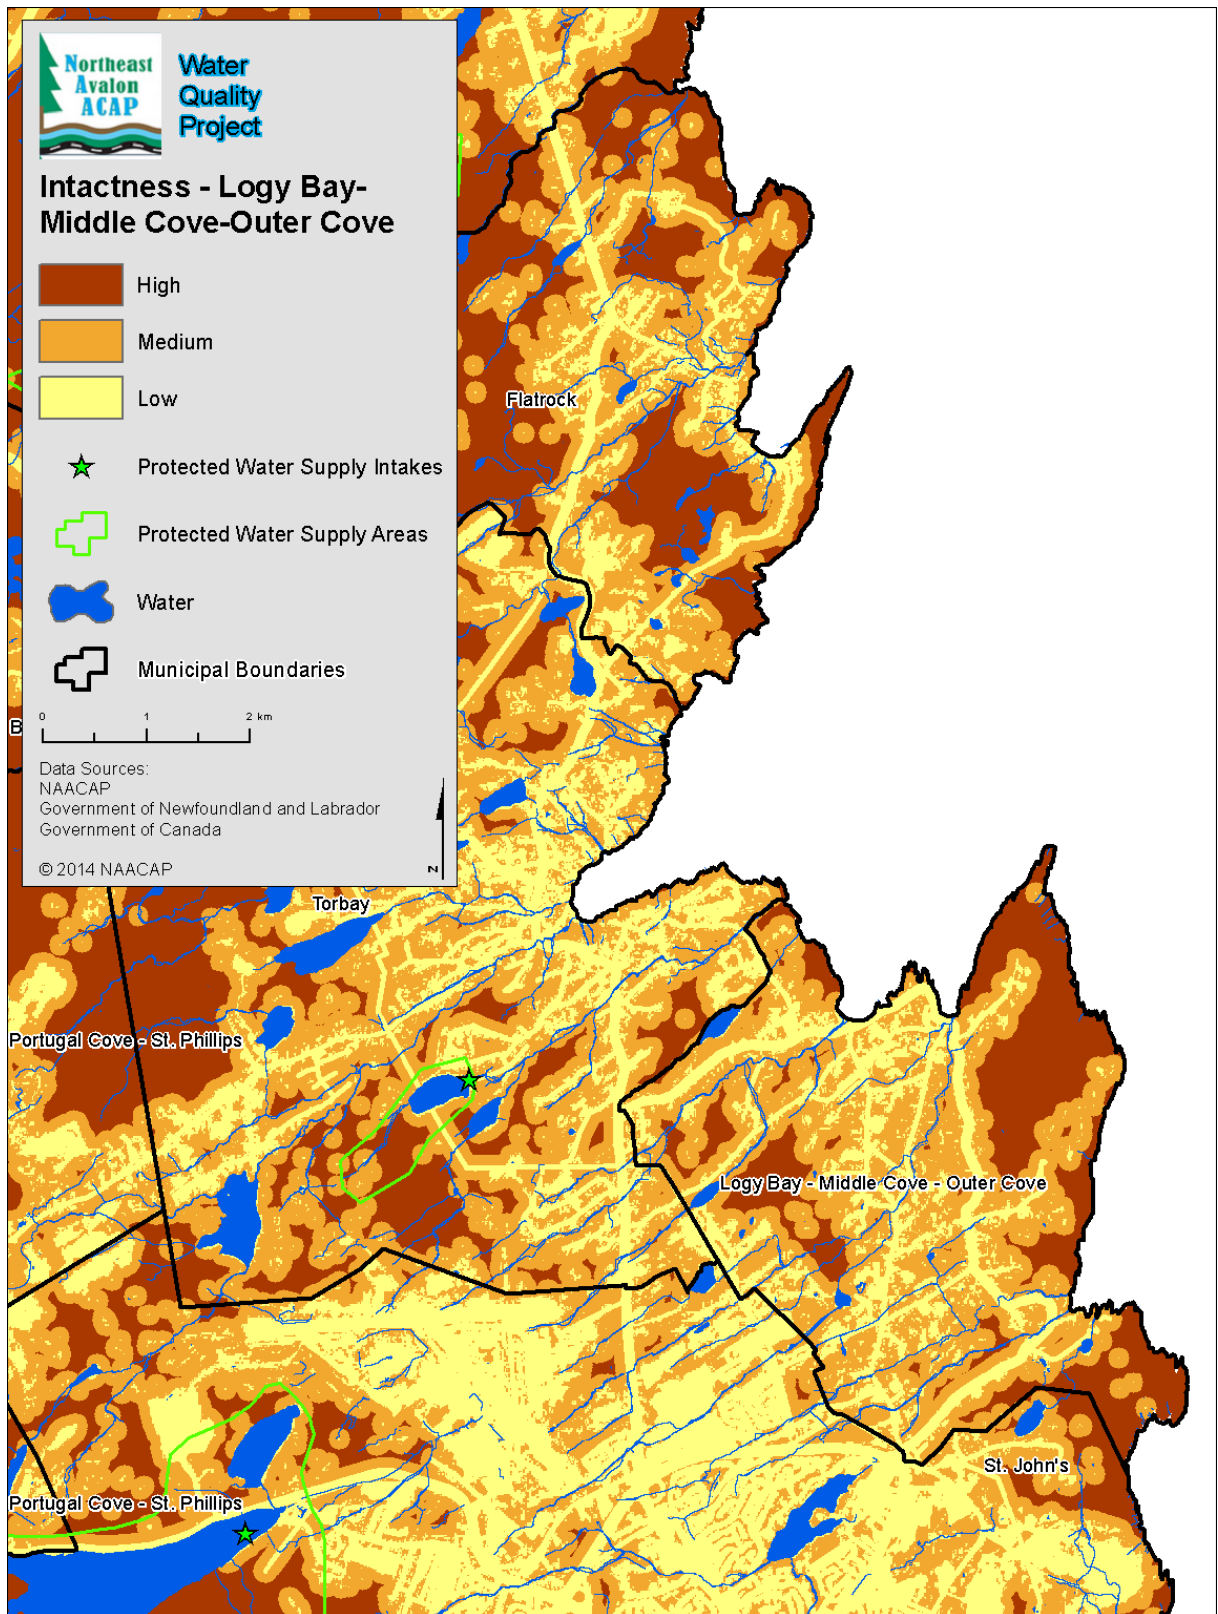 Northeast
Avalon
ACAP
Water
Quality
Project
Intactness - Logy Bay-
Middle Cove-Outer Cove
High
Medium
Low
Protected Water Supply Intakes
Protected Water Supply Areas
Water
Municipal Boundaries
0 1 2 km
Data Sources:
NAACAP
Government of Newfoundland and Labrador
Government of Canada
© 2014 NAACAP
N
Flatrock
B
Torbay
Portugal Cove - St. Phillips
Logy Bay - Middle Cove - Outer Cove
St. John's
Portugal Cove - St. Phillips